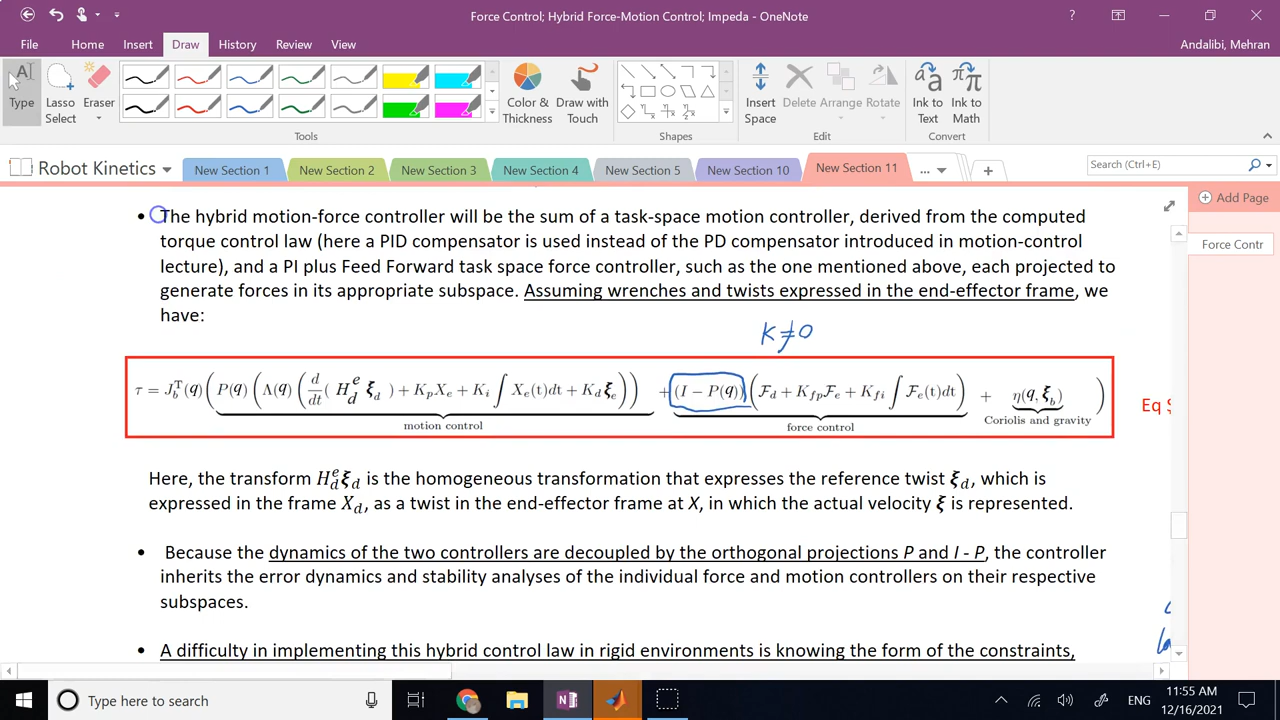 Force Control; Hybrid Force-Motion Control; Impeda - OneNote
File Home Insert Draw History Review View
Andalibi, Mehran
Type
Lasso Select
Eraser
Color & Thickness
Draw with Touch
Insert Space
Delete Arrange Rotate
Ink to Text
Ink to Math
Tools Shapes Edit Convert
Robot Kinetics New Section 1 New Section 2 New Section 3 New Section 4 New Section 5 New Section 10 New Section 11 ... +
Search (Ctrl+E)
Add Page
Force Contr
• The hybrid motion-force controller will be the sum of a task-space motion controller, derived from the computed
torque control law (here a PID compensator is used instead of the PD compensator introduced in motion-control
lecture), and a PI plus Feed Forward task space force controller, such as the one mentioned above, each projected to
generate forces in its appropriate subspace. Assuming wrenches and twists expressed in the end-effector frame, we
have:
K≠0
τ = J_b^T(q)(P(q)(Λ(q)(d/dt(H_d^e ξ_d) + K_p X_e + K_i ∫X_e(t)dt + K_d ξ_e)) + (I − P(q))(F_d + K_fp F_e + K_fi ∫F_e(t)dt) + η(q, ξ_b))
motion control force control Coriolis and gravity
Eq
Here, the transform H_d^e ξ_d is the homogeneous transformation that expresses the reference twist ξ_d, which is
expressed in the frame X_d, as a twist in the end-effector frame at X, in which the actual velocity ξ is represented.
• Because the dynamics of the two controllers are decoupled by the orthogonal projections P and I - P, the controller
inherits the error dynamics and stability analyses of the individual force and motion controllers on their respective
subspaces.
• A difficulty in implementing this hybrid control law in rigid environments is knowing the form of the constraints,
Type here to search
ENG
11:55 AM
12/16/2021